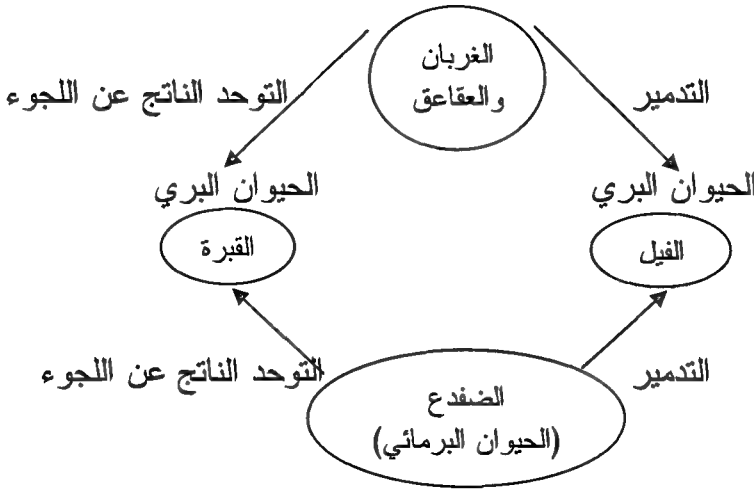 الغربان
والعقاعق
التدمير
التوحد الناتج عن اللجوء
الحيوان البري
الحيوان البري
الفيل
القبرة
التدمير
التوحد الناتج عن اللجوء
الضفدع
(الحيوان البرمائي)